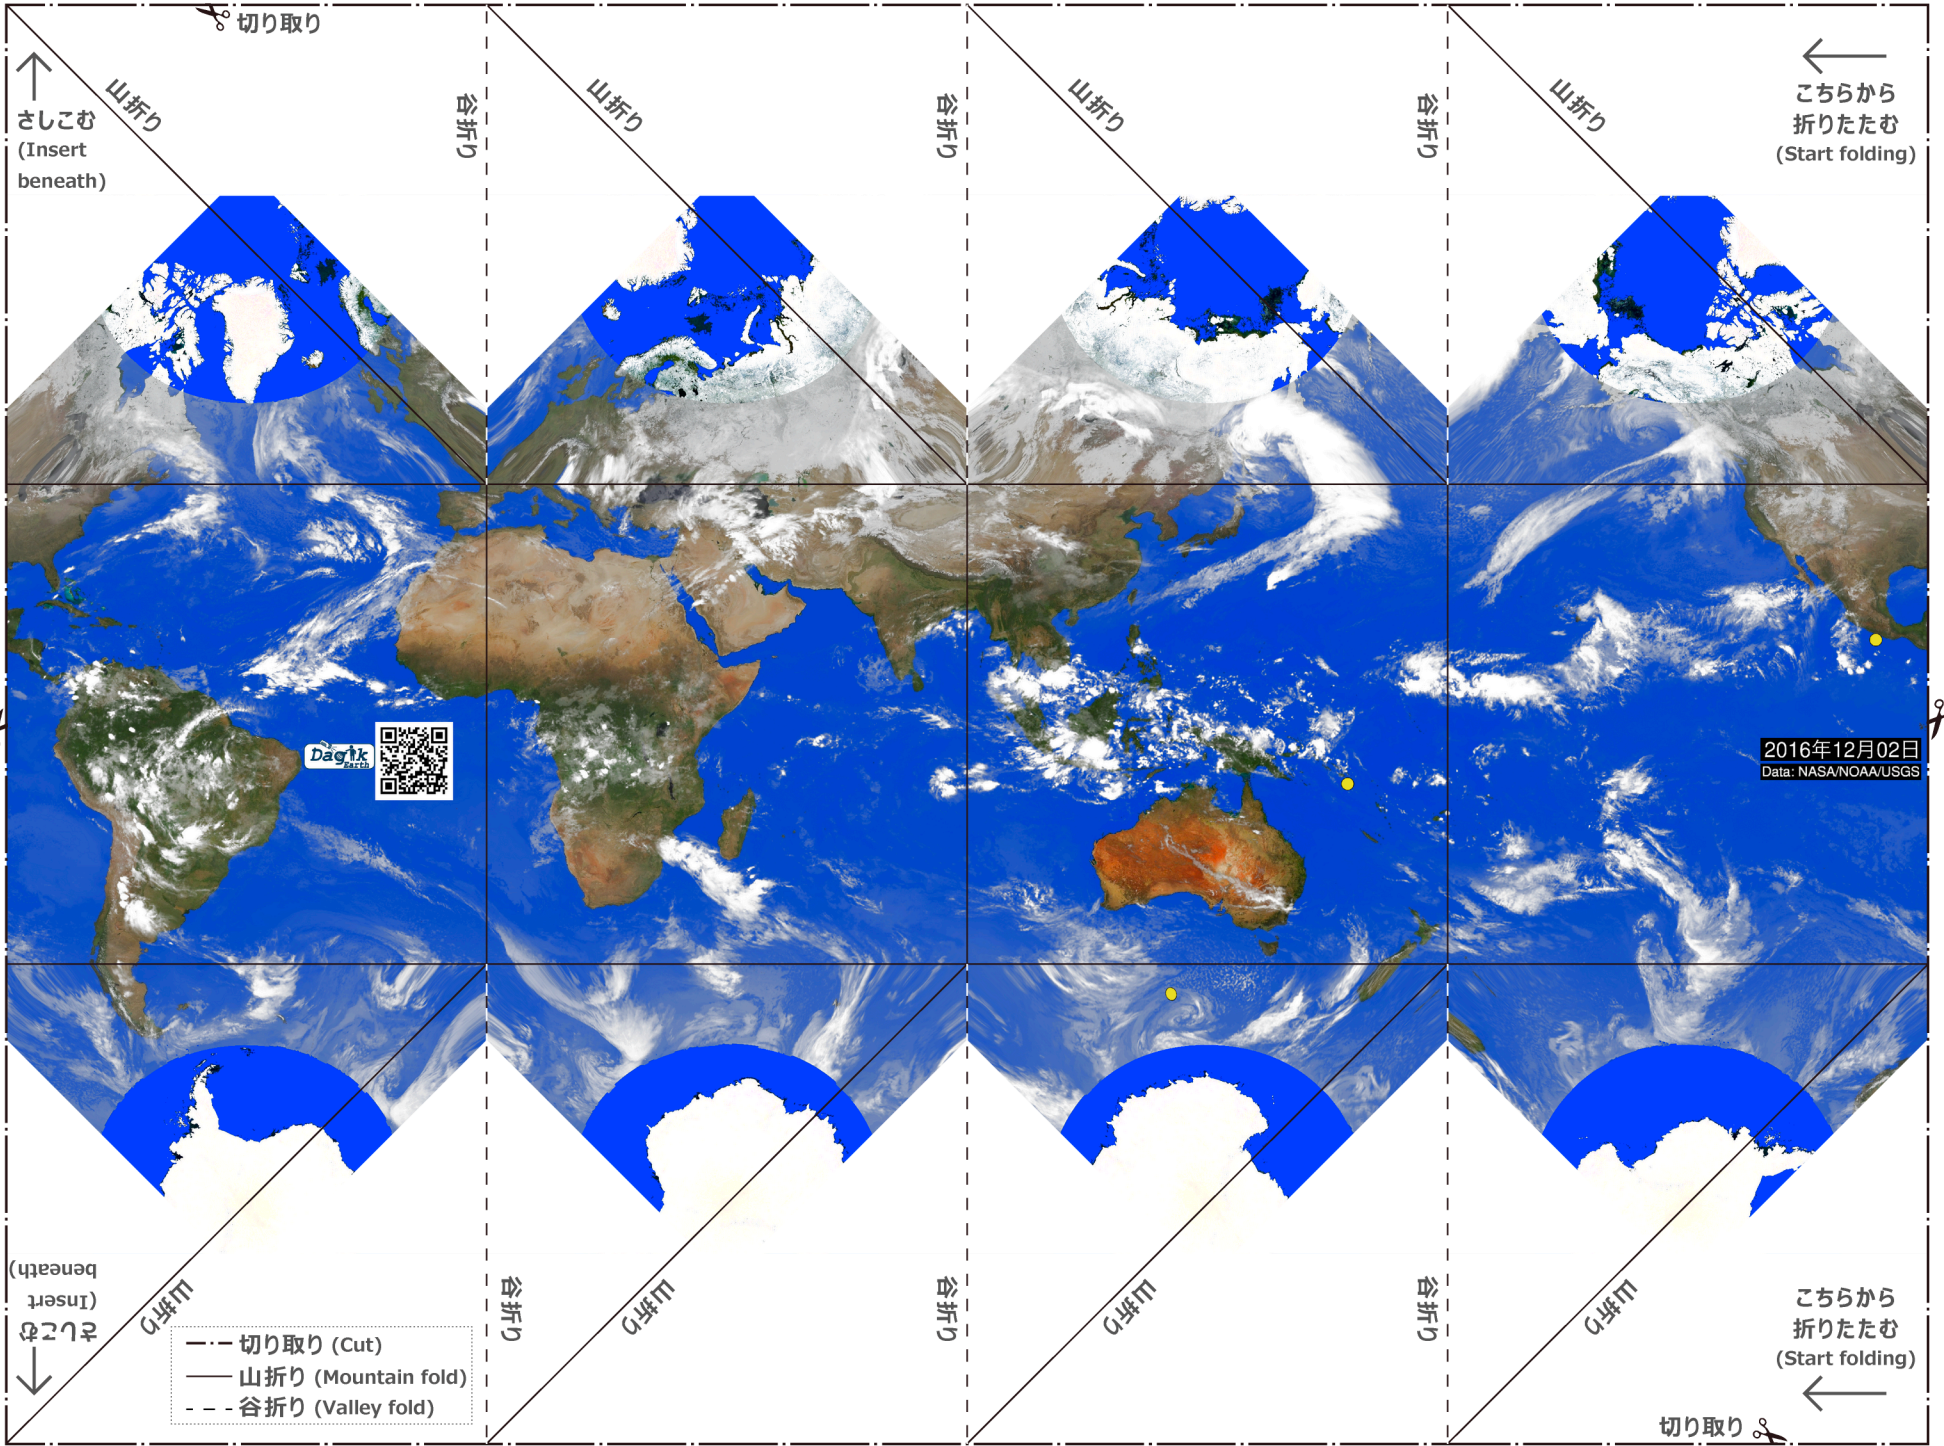 切り取り
山折り
山折り
山折り
山折り
谷折り
谷折り
谷折り
さしこむ
(Insert
beneath)
こちらから
折りたたむ
(Start folding)
Dagik
Earth
2016年12月02日
Data: NASA/NOAA/USGS
さしこむ
(Insert
beneath)
山折り
山折り
山折り
山折り
谷折り
谷折り
谷折り
切り取り (Cut)
山折り (Mountain fold)
谷折り (Valley fold)
こちらから
折りたたむ
(Start folding)
切り取り